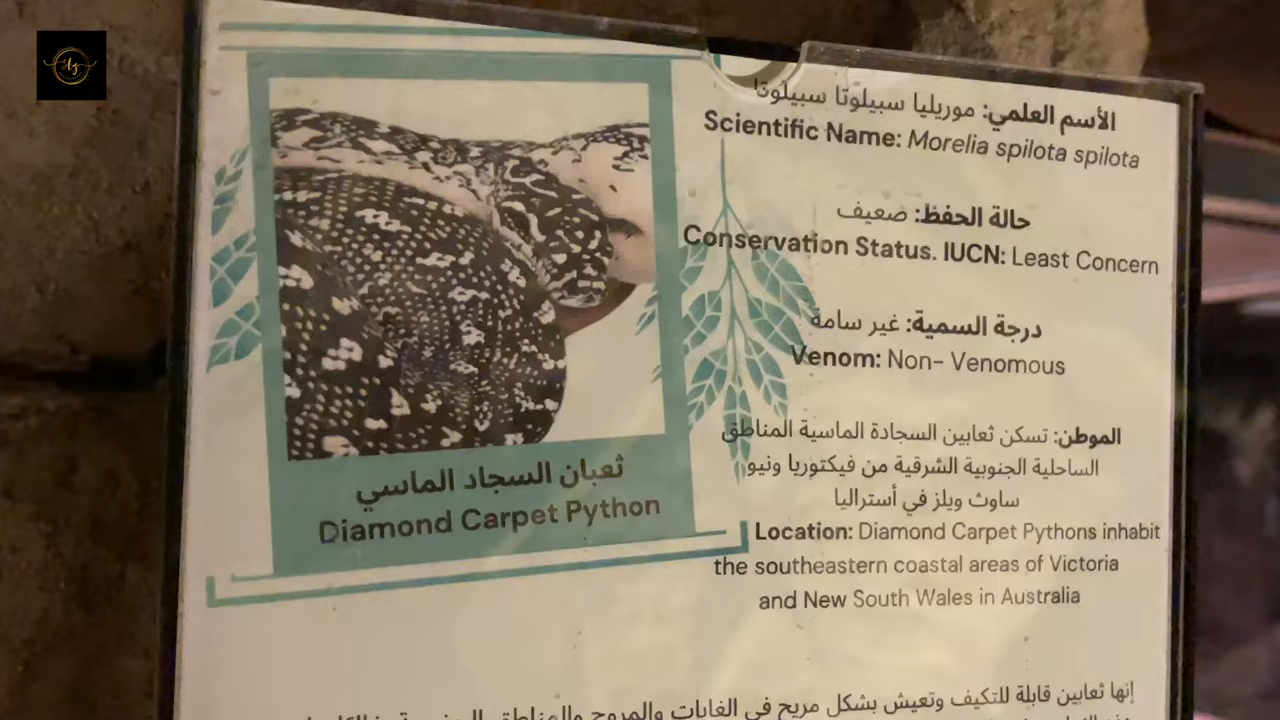 الأسم العلمي: موريليا سبيلوتا سبيلوتا
Scientific Name: Morelia spilota spilota
حالة الحفظ: ضعيف
Conservation Status. IUCN: Least Concern
درجة السمية: غير سامة
Venom: Non- Venomous
الموطن: تسكن ثعابين السجادة الماسية المناطق
الساحلية الجنوبية الشرقية من فيكتوريا ونيو
ساوث ويلز في أستراليا
Location: Diamond Carpet Pythons inhabit
the southeastern coastal areas of Victoria
and New South Wales in Australia
ثعبان السجاد الماسي
Diamond Carpet Python
إنها ثعابين قابلة للتكيف وتعيش بشكل مريح في الغابات والمروج والمناطق